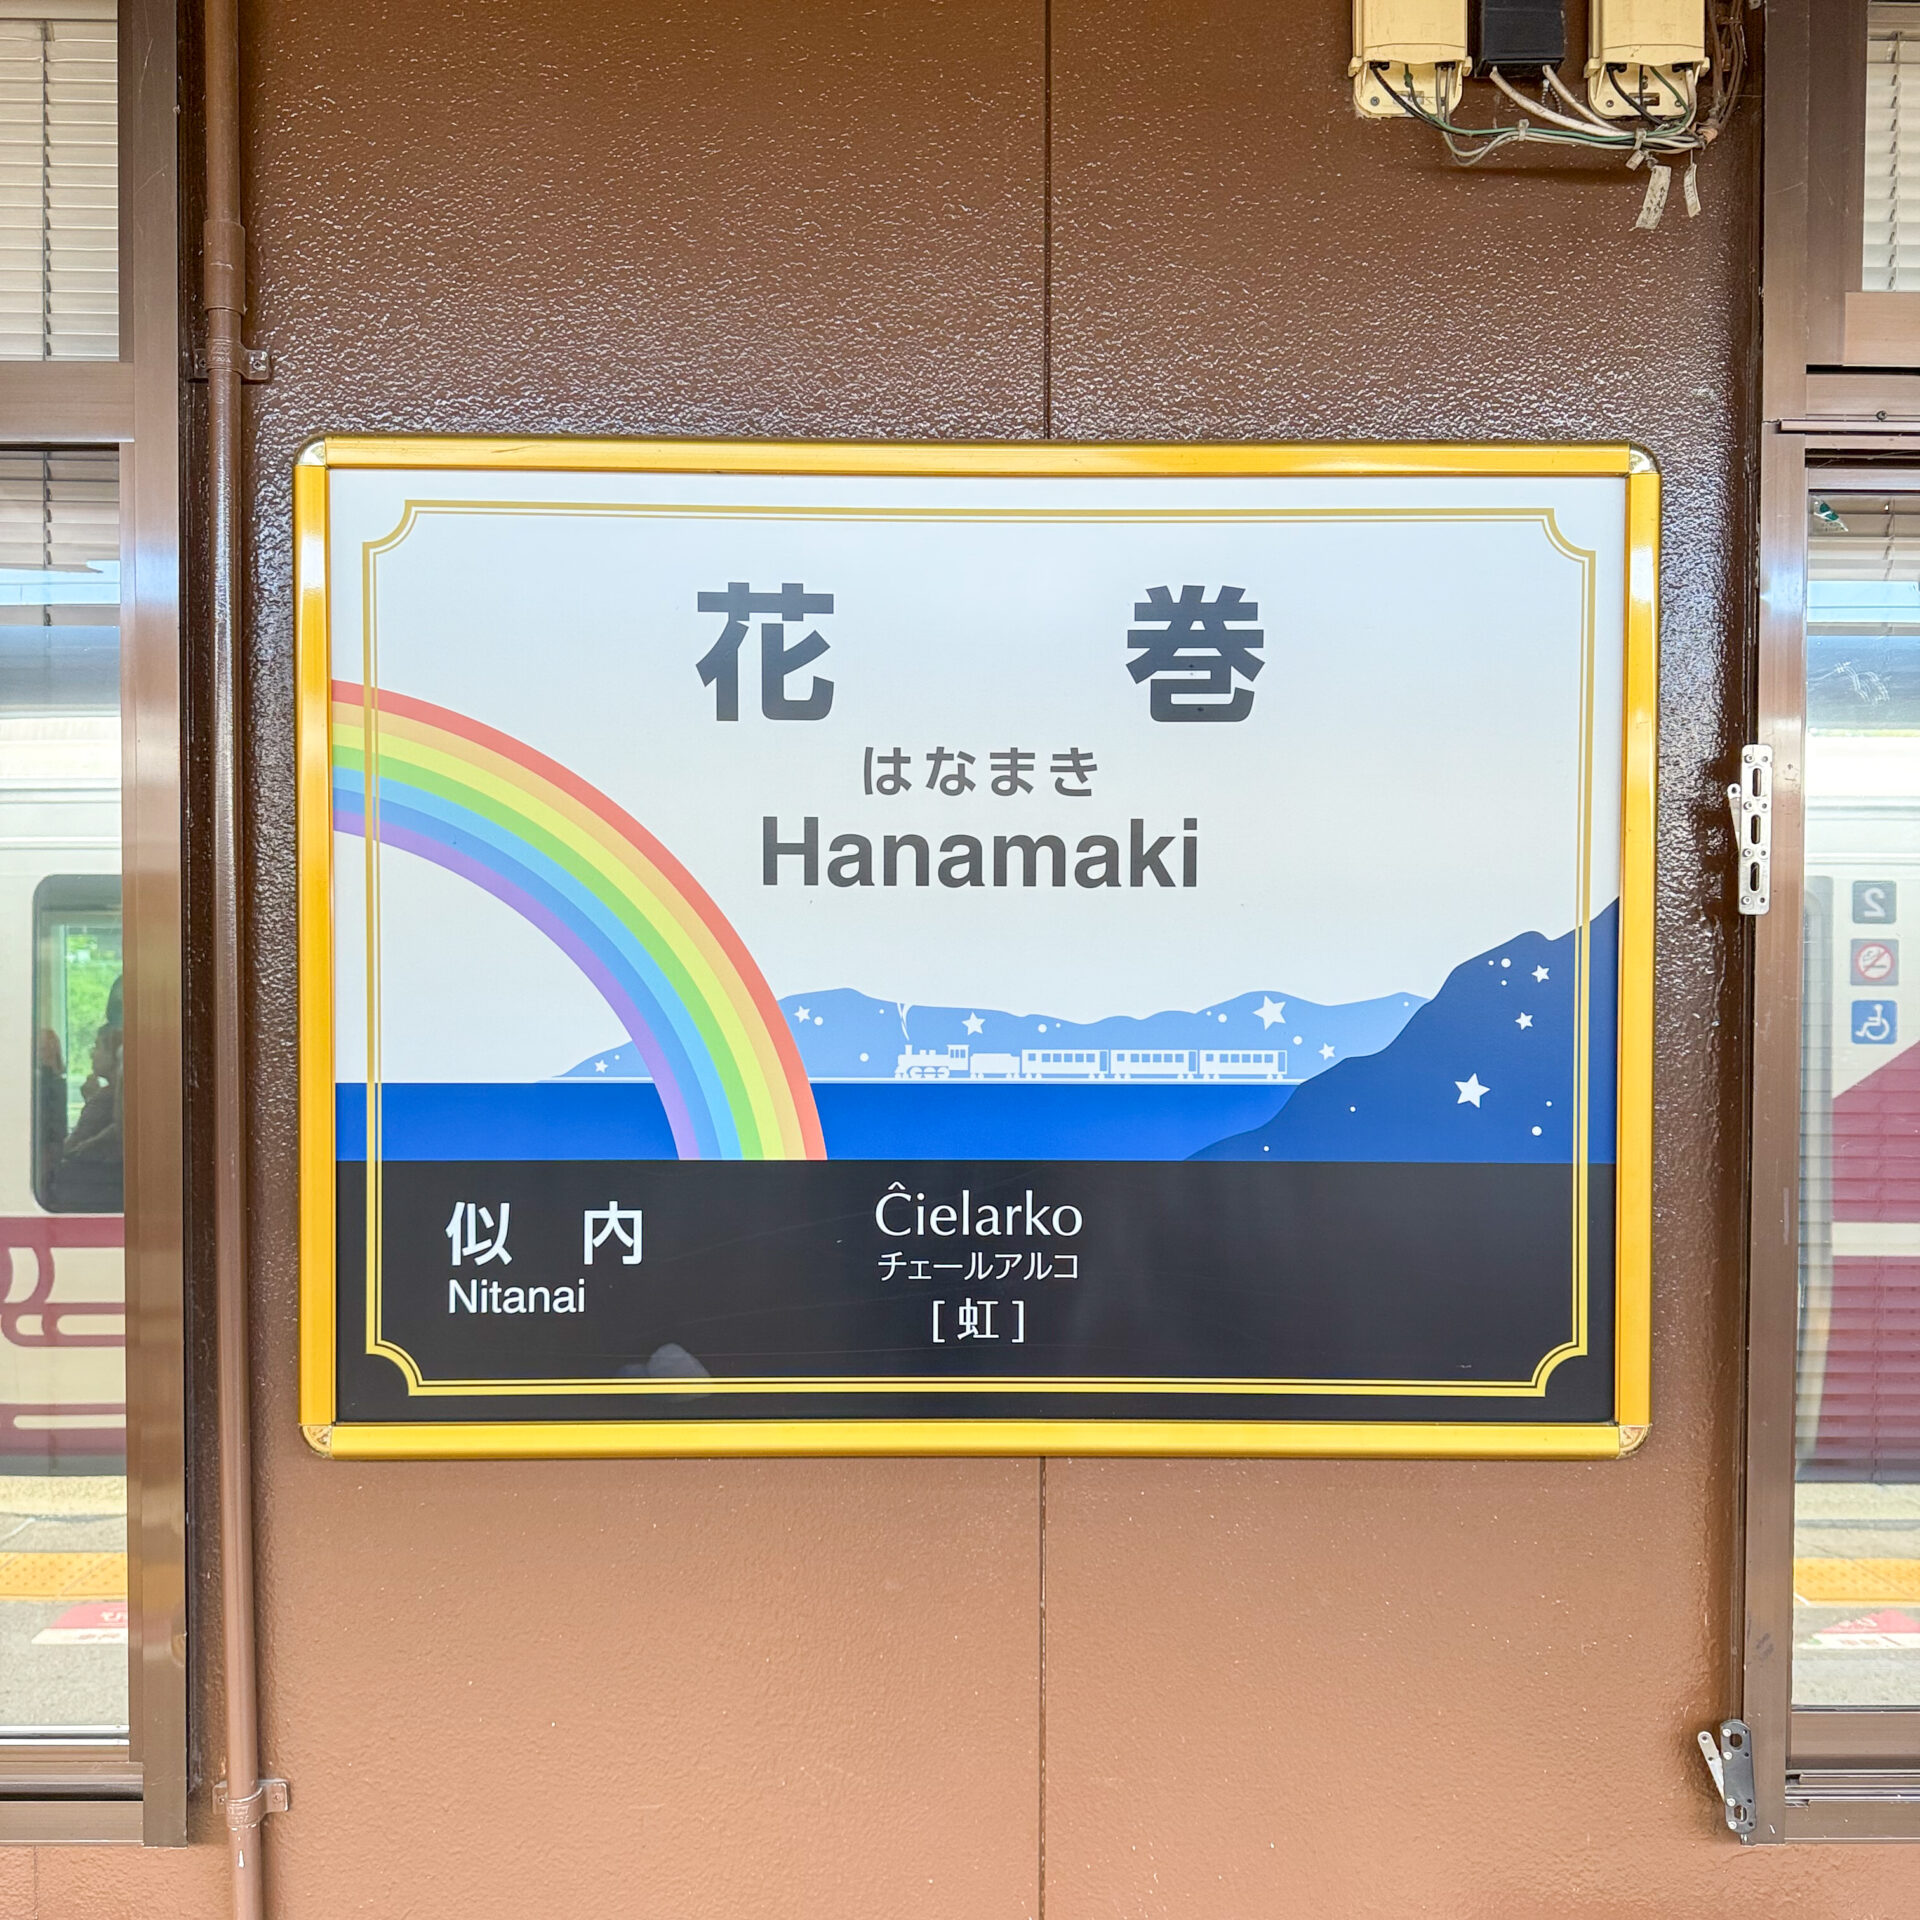 花巻
はなまき
Hanamaki
似内
Nitanai
Ĉielarko
チェールアルコ
[虹]
2